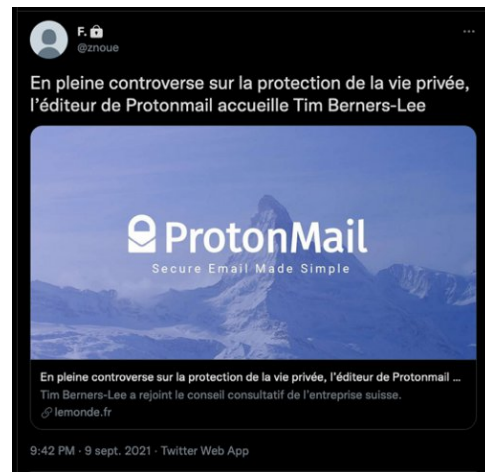 F.
@znoue
En pleine controverse sur la protection de la vie privée,
l'éditeur de Protonmail accueille Tim Berners-Lee
ProtonMail
Secure Email Made Simple
En pleine controverse sur la protection de la vie privée, l'éditeur de Protonmail ...
Tim Berners-Lee a rejoint le conseil consultatif de l'entreprise suisse.
lemonde.fr
9:42 PM · 9 sept. 2021 · Twitter Web App